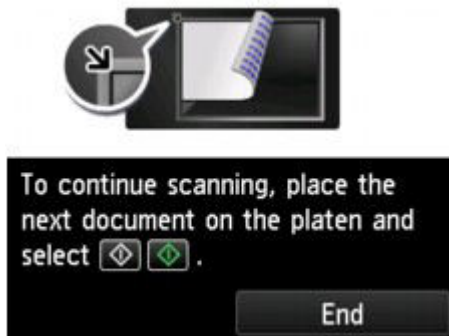 To continue scanning, place the
next document on the platen and
select .
End